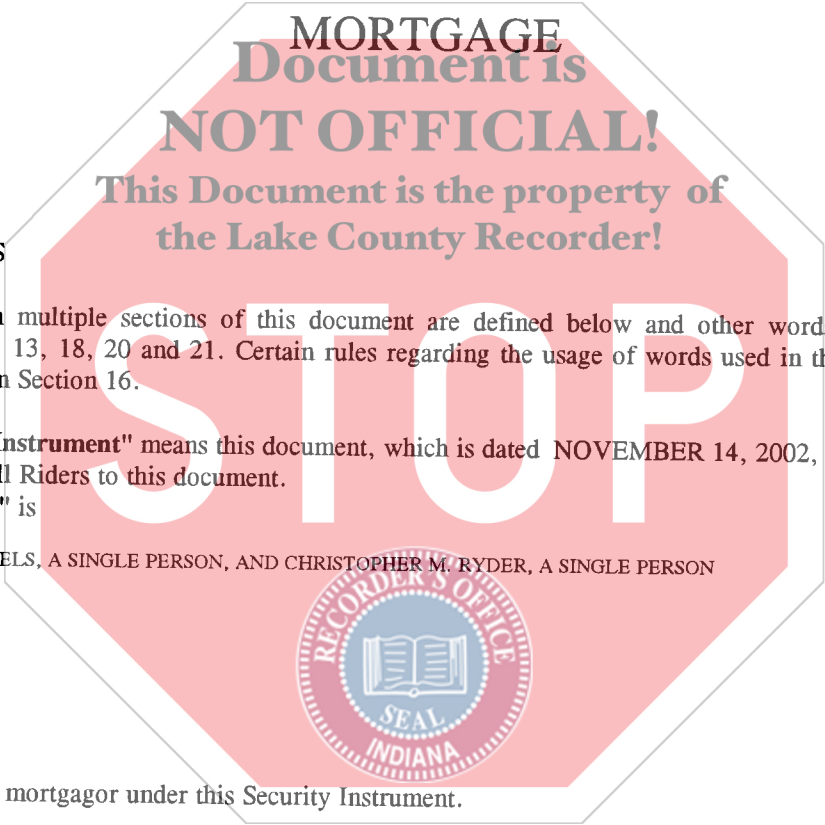 MORTGAGE
Document is
NOT OFFICIAL!
This Document is the property of
the Lake County Recorder!
S
multiple sections of this document are defined below and other word
13, 18, 20 and 21. Certain rules regarding the usage of words used in th
n Section 16.
STOP
Instrument" means this document, which is dated NOVEMBER 14, 2002,
ll Riders to this document.
" is
ELS, A SINGLE PERSON, AND CHRISTOPHER M. RYDER, A SINGLE PERSON
RECORDER'S OFFICE
SEAL
INDIANA
mortgagor under this Security Instrument.